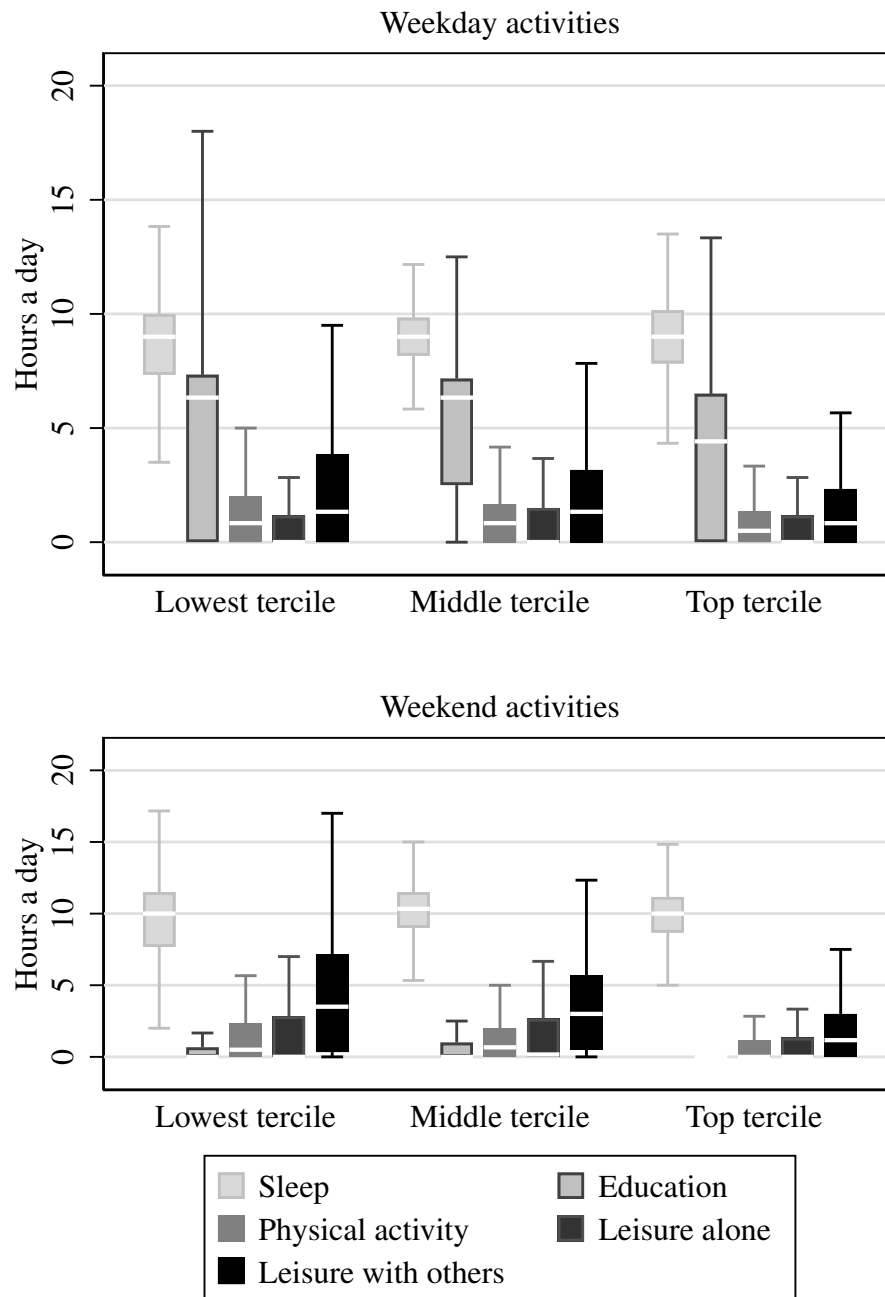 Weekday activities
Hours a day
20
15
10
5
0
Lowest tercile Middle tercile Top tercile
Weekend activities
Hours a day
20
15
10
5
0
Lowest tercile Middle tercile Top tercile
Sleep Education
Physical activity Leisure alone
Leisure with others